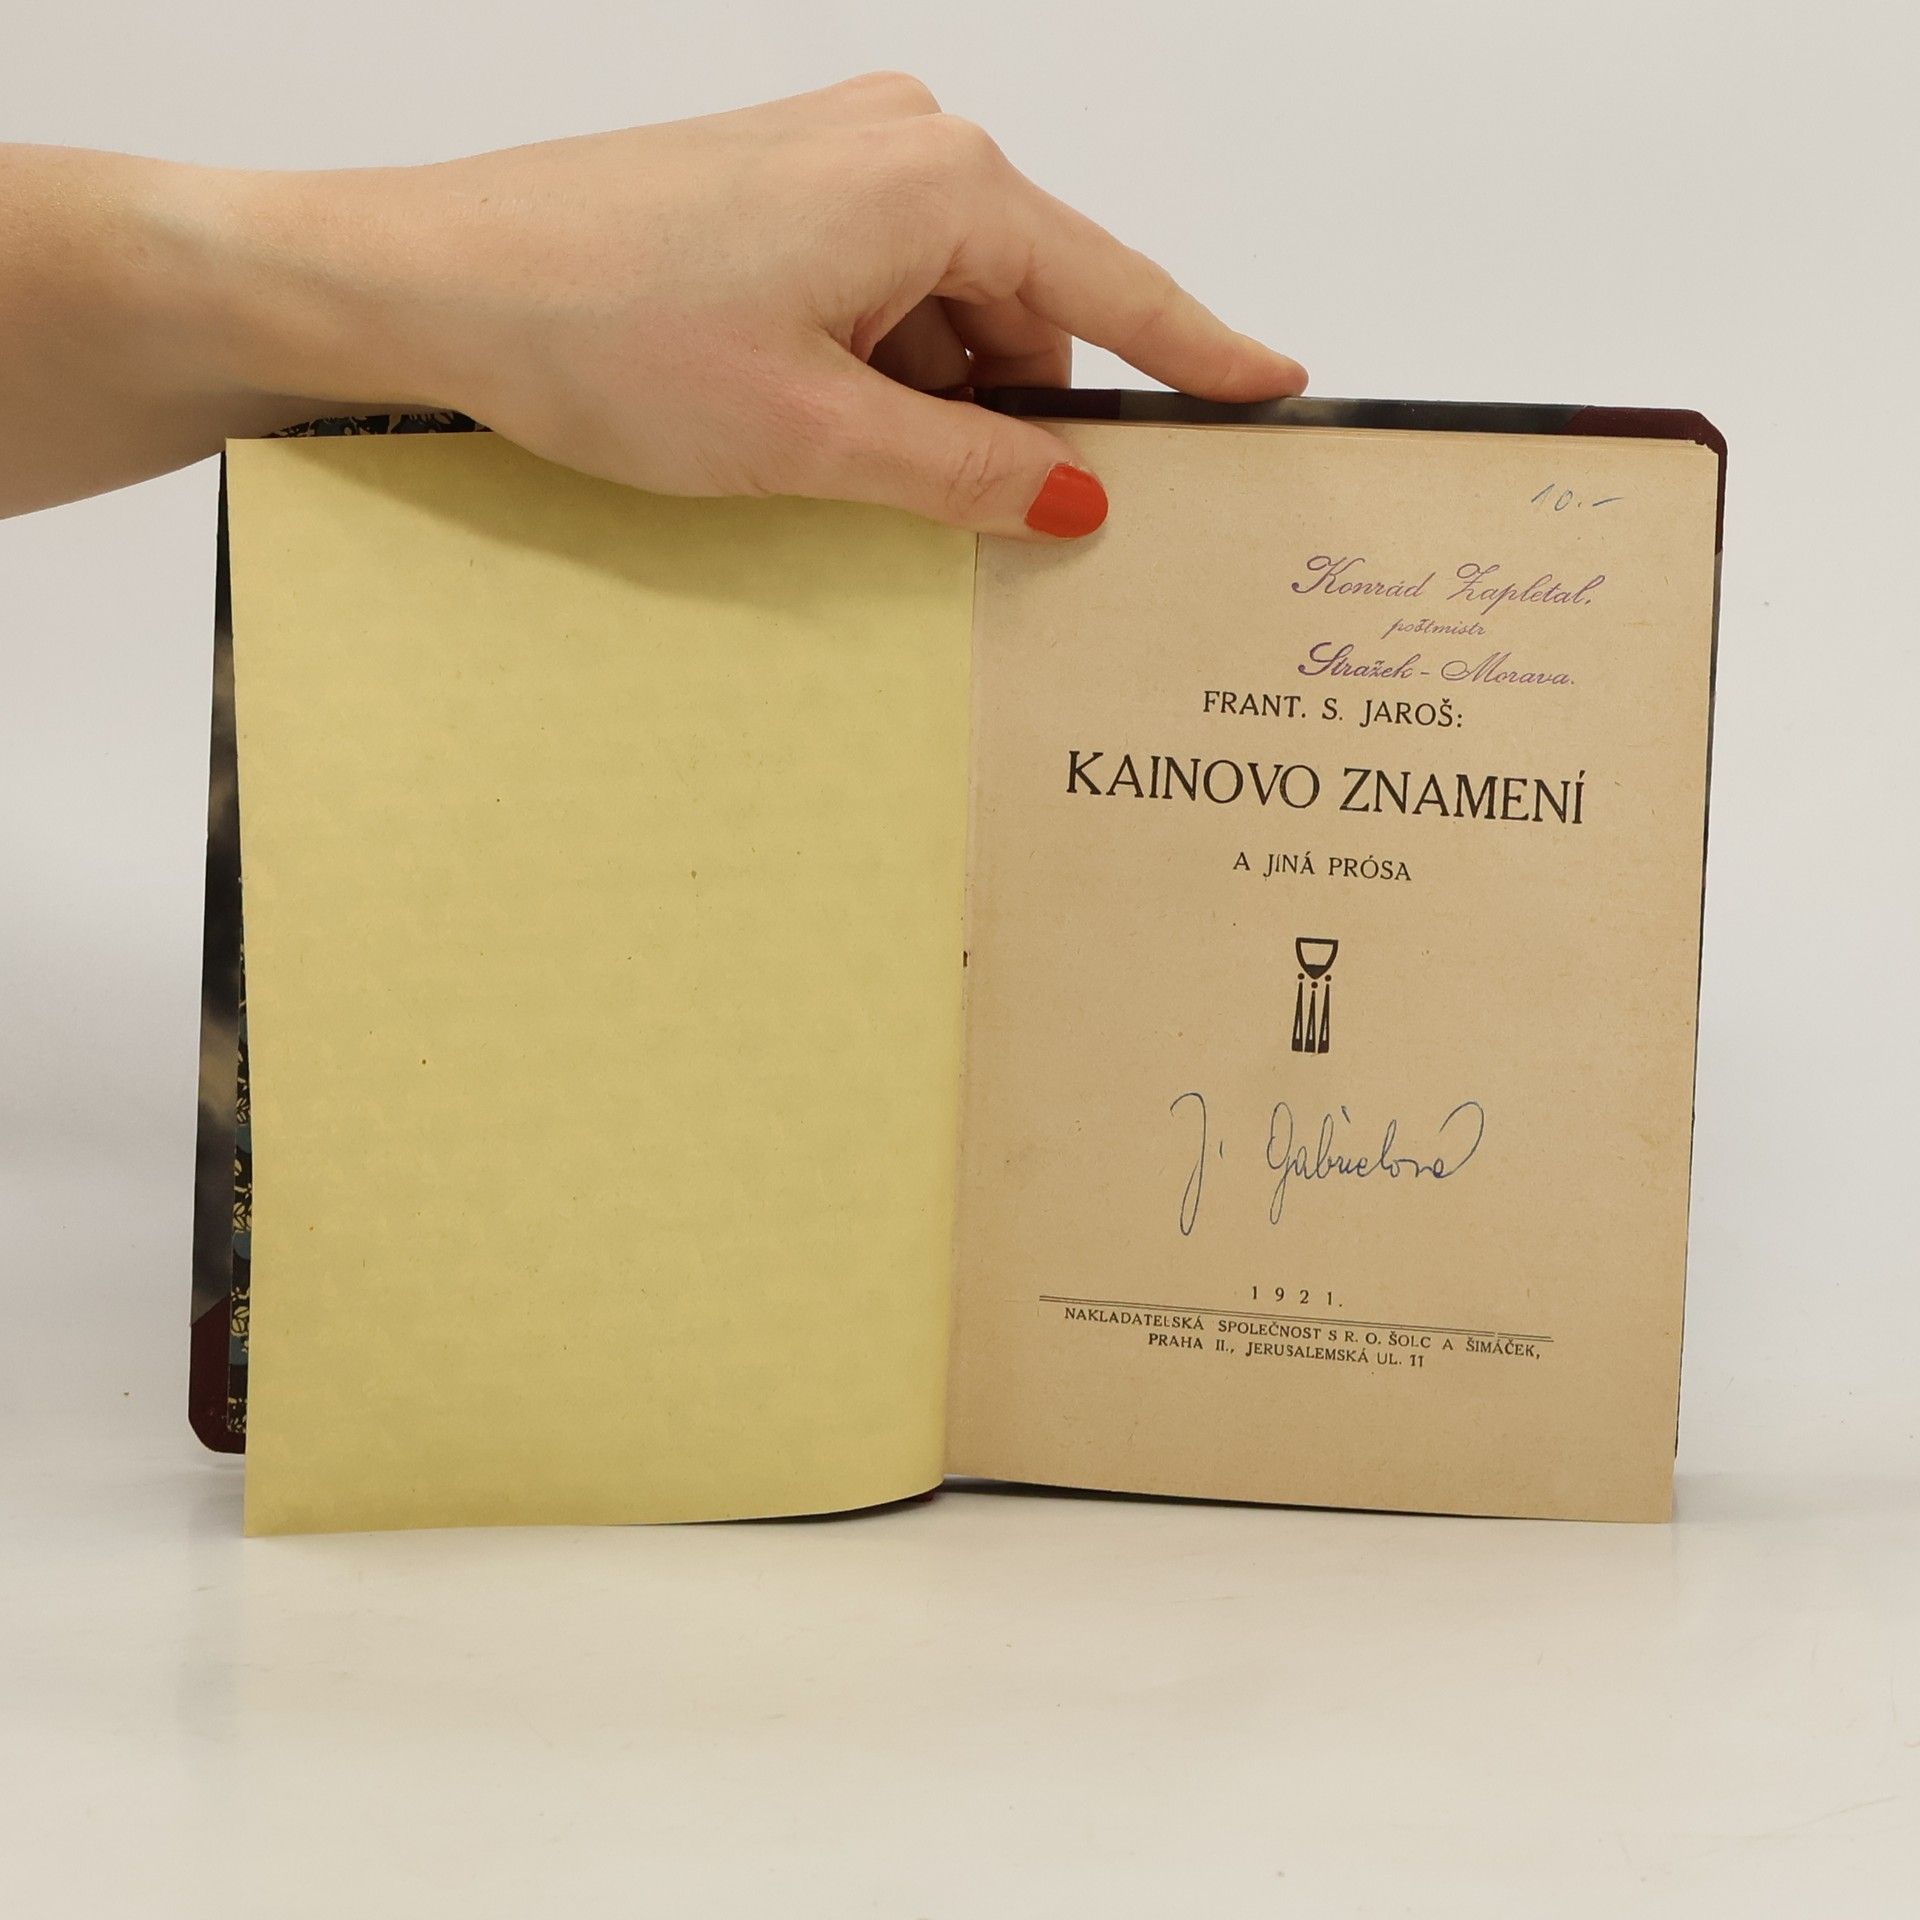 10.-
Konrád Zapletal,
poštmistr
Stražek - Morava.
FRANT. S. JAROŠ:
KAINOVO ZNAMENÍ
A JINÁ PRÓSA
J. Gabrielová
1921.
NAKLADATELSKÁ SPOLEČNOST S R. O. ŠOLC A ŠIMÁČEK,
PRAHA II., JERUSALEMSKÁ UL. 11